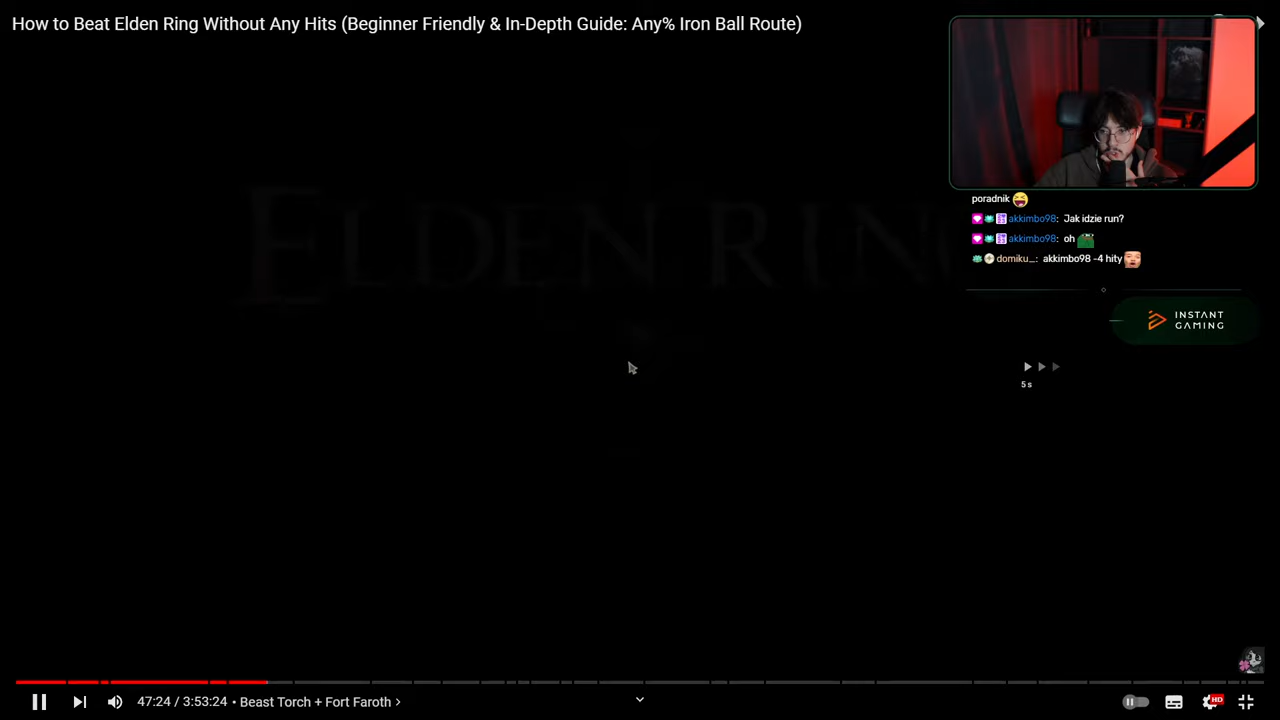 How to Beat Elden Ring Without Any Hits (Beginner Friendly & In-Depth Guide: Any% Iron Ball Route)
poradnik
akkimbo98: Jak idzie run?
akkimbo98: oh
domiku_: akkimbo98 -4 hity
INSTANT
GAMING
ELDEN RING
5 s
47:24 / 3:53:24 • Beast Torch + Fort Faroth >
HD